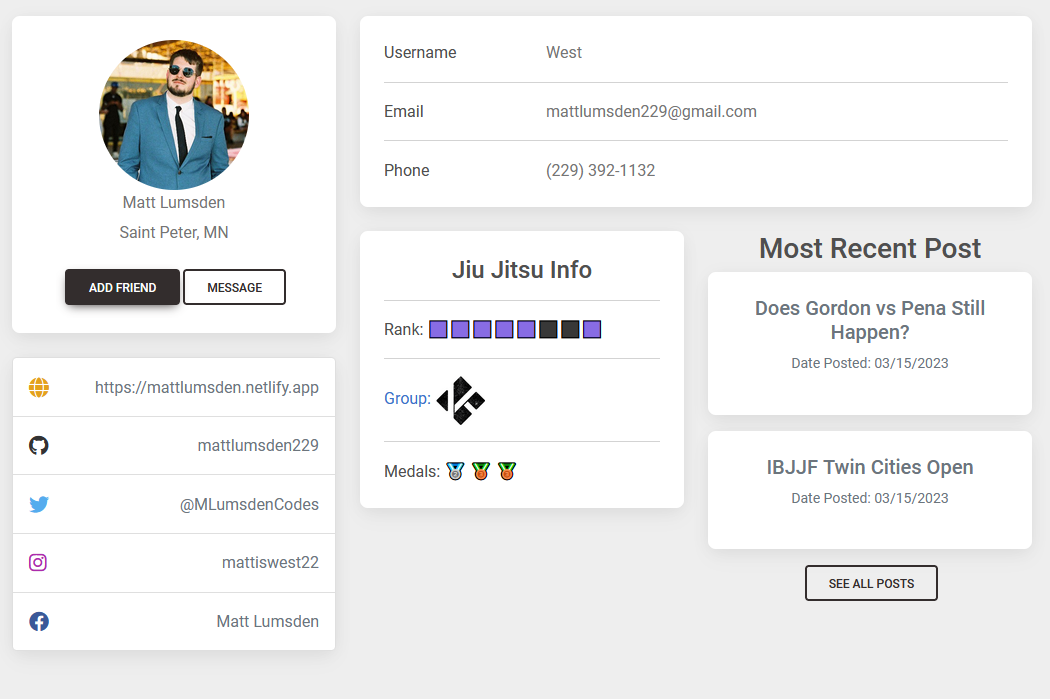 Matt Lumsden
Saint Peter, MN
ADD FRIEND
MESSAGE
https://mattlumsden.netlify.app
mattlumsden229
@MLumsdenCodes
mattiswest22
Matt Lumsden
Username West
Email mattlumsden229@gmail.com
Phone (229) 392-1132
Jiu Jitsu Info
Rank:
Group:
Medals:
Most Recent Post
Does Gordon vs Pena Still
Happen?
Date Posted: 03/15/2023
IBJJF Twin Cities Open
Date Posted: 03/15/2023
SEE ALL POSTS